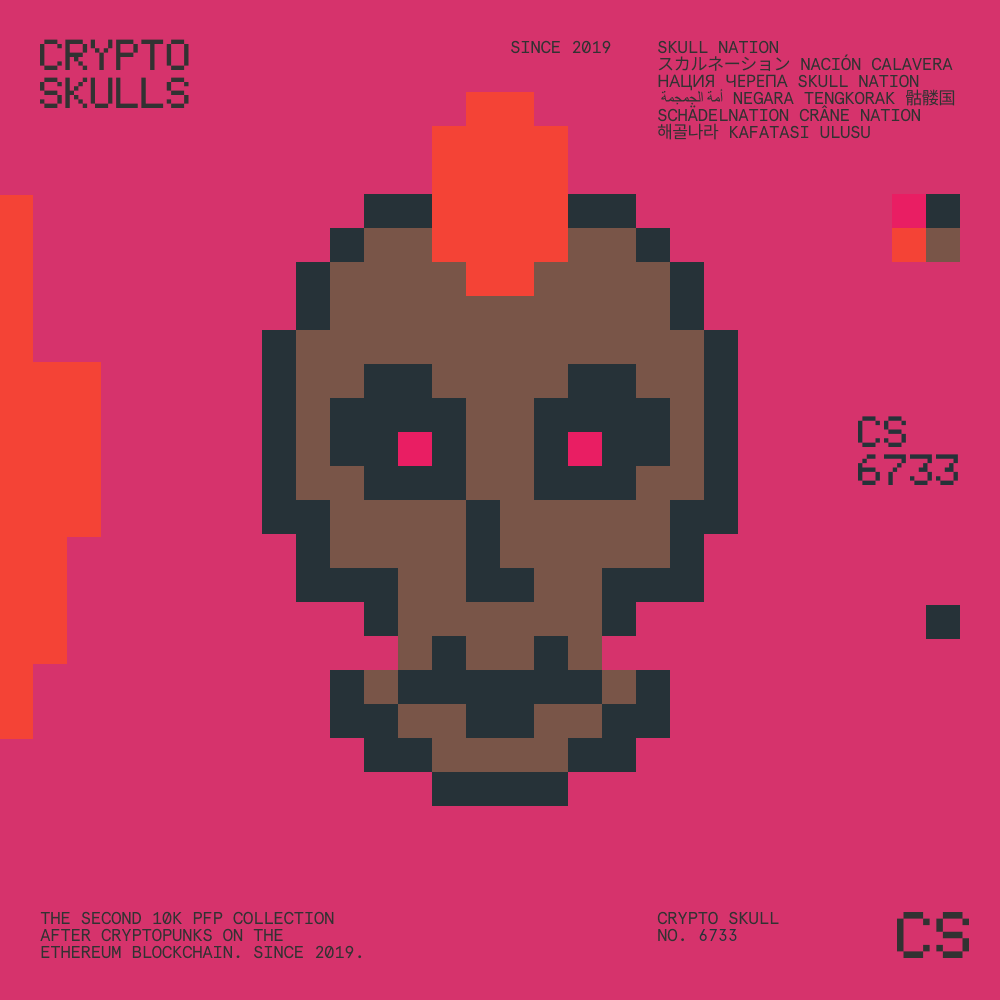 CRYPTO
SKULLS
SINCE 2019
SKULL NATION
スカルネーション NACIÓN CALAVERA
НАЦИЯ ЧЕРЕПА SKULL NATION
أمة الجمجمة NEGARA TENGKORAK 骷髅国
SCHÄDELNATION CRÂNE NATION
해골나라 KAFATASI ULUSU
CS
6733
THE SECOND 10K PFP COLLECTION
AFTER CRYPTOPUNKS ON THE
ETHEREUM BLOCKCHAIN. SINCE 2019.
CRYPTO SKULL
NO. 6733
CS